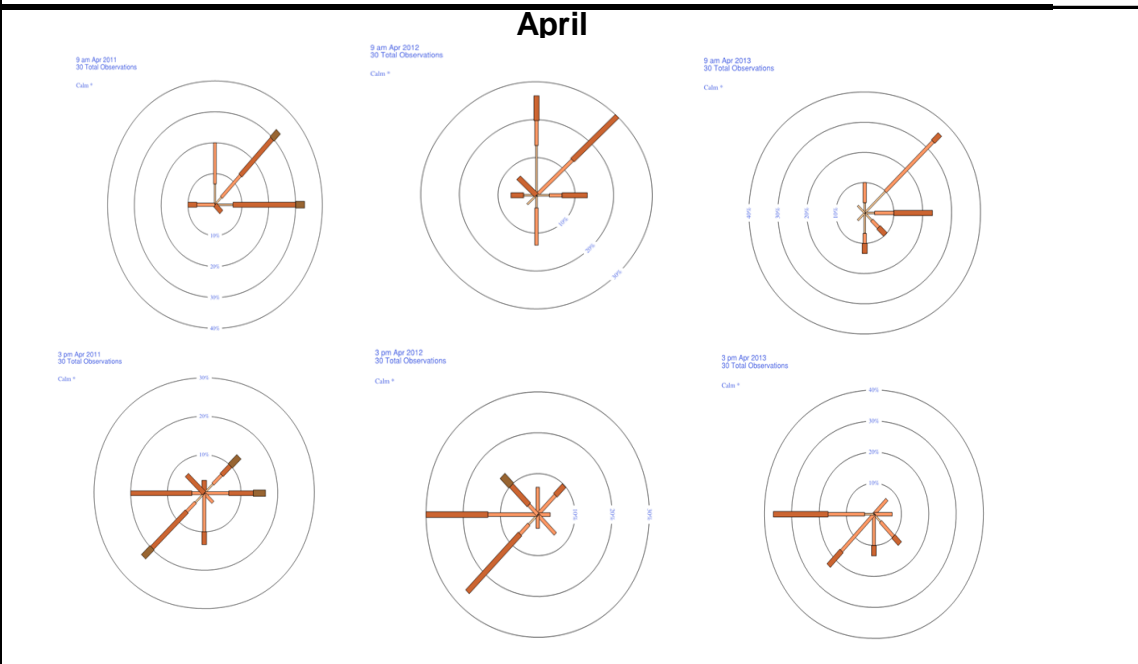 April
9 am Apr 2011
30 Total Observations
Calm *
10%
20%
30%
40%
9 am Apr 2012
30 Total Observations
Calm *
10%
20%
30%
9 am Apr 2013
30 Total Observations
Calm *
40%
30%
20%
10%
3 pm Apr 2011
30 Total Observations
Calm *
30%
20%
10%
3 pm Apr 2012
30 Total Observations
Calm *
10%
20%
30%
3 pm Apr 2013
30 Total Observations
Calm *
40%
30%
20%
10%